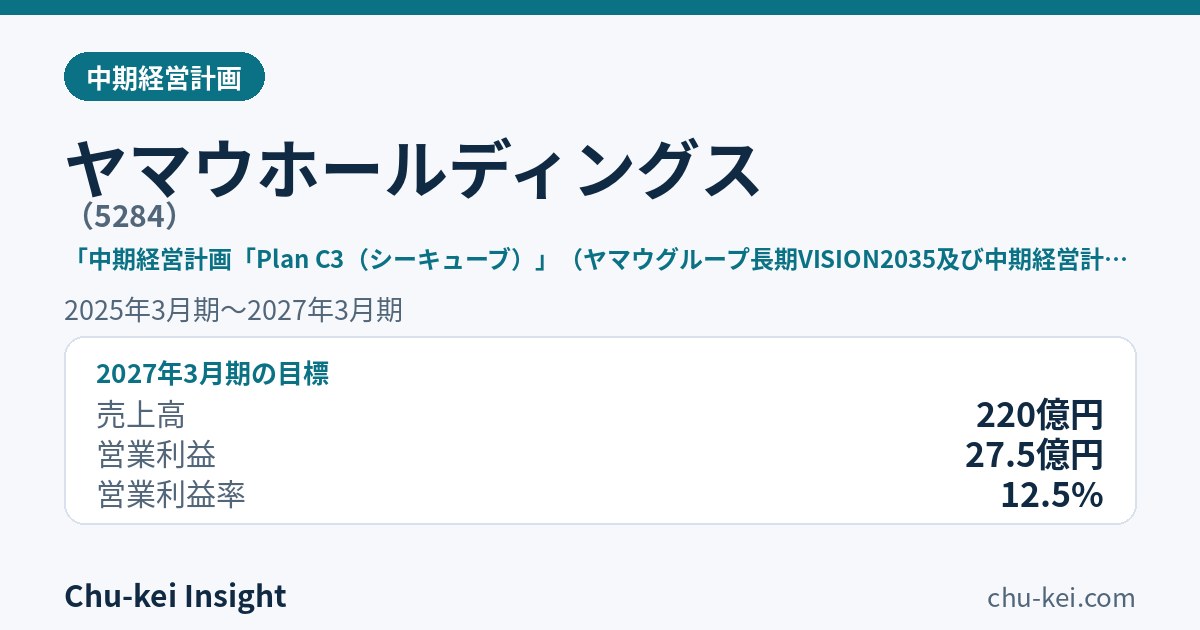 中期経営計画
ヤマウホールディングス
（5284）
「中期経営計画「Plan C3（シーキューブ）」（ヤマウグループ長期VISION2035及び中期経営計…
2025年3月期〜2027年3月期
2027年3月期の目標
売上高 220億円
営業利益 27.5億円
営業利益率 12.5%
Chu-kei Insight chu-kei.com